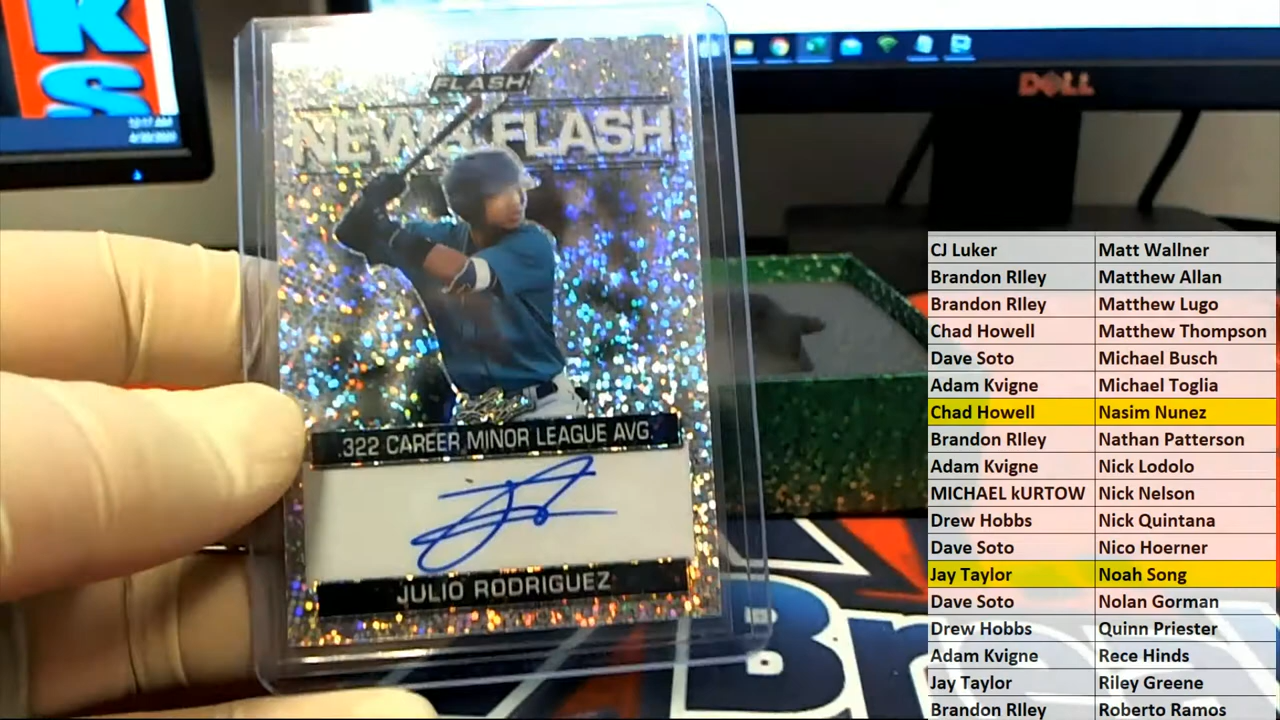 KS
12:17 AM
FLASH
NEWS FLASH
.322 CAREER MINOR LEAGUE AVG.
JULIO RODRIGUEZ
DELL
CJ Luker Matt Wallner
Brandon RIley Matthew Allan
Brandon RIley Matthew Lugo
Chad Howell Matthew Thompson
Dave Soto Michael Busch
Adam Kvigne Michael Toglia
Chad Howell Nasim Nunez
Brandon RIley Nathan Patterson
Adam Kvigne Nick Lodolo
MICHAEL kURTOW Nick Nelson
Drew Hobbs Nick Quintana
Dave Soto Nico Hoerner
Jay Taylor Noah Song
Dave Soto Nolan Gorman
Drew Hobbs Quinn Priester
Adam Kvigne Rece Hinds
Jay Taylor Riley Greene
Brandon RIley Roberto Ramos